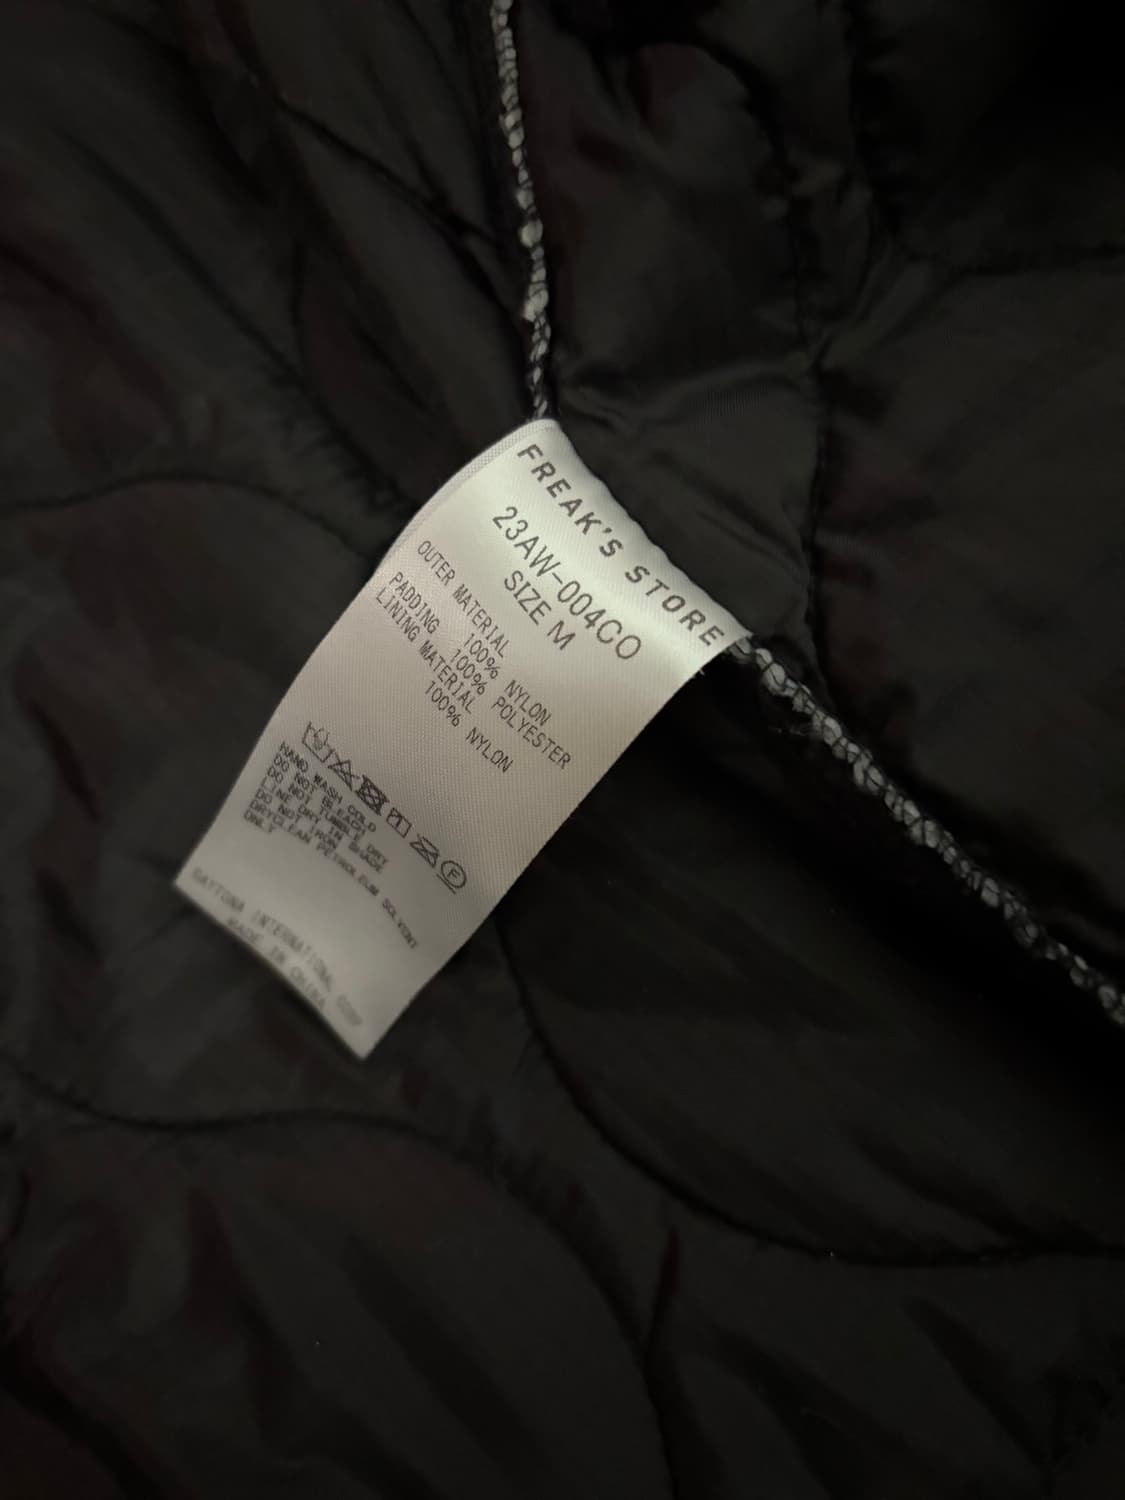 FREAK'S STORE
23AW-004CO
SIZE M
OUTER MATERIAL
100% NYLON
PADDING 100% POLYESTER
LINING MATERIAL
100% NYLON
F
HAND WASH COLD
DO NOT BLEACH
DO NOT TUMBLE DRY
LINE DRY IN SHADE
DO NOT IRON
DRYCLEAN PETROLEUM SOLVENT
ONLY
DAYTONA INTERNATIONAL CORP
MADE IN CHINA